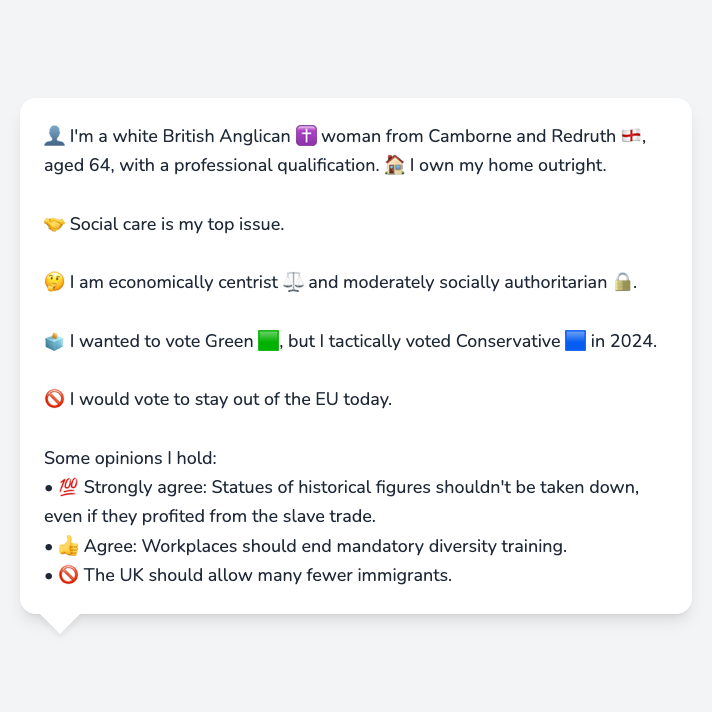 👤 I'm a white British Anglican ✝️ woman from Camborne and Redruth 🏴󠁧󠁢󠁥󠁮󠁧󠁿,
aged 64, with a professional qualification. 🏠 I own my home outright.
🤝 Social care is my top issue.
🤔 I am economically centrist ⚖️ and moderately socially authoritarian 🔒.
🗳️ I wanted to vote Green 🟩, but I tactically voted Conservative 🟦 in 2024.
🚫 I would vote to stay out of the EU today.
Some opinions I hold:
• 💯 Strongly agree: Statues of historical figures shouldn't be taken down,
even if they profited from the slave trade.
• 👍 Agree: Workplaces should end mandatory diversity training.
• 🚫 The UK should allow many fewer immigrants.